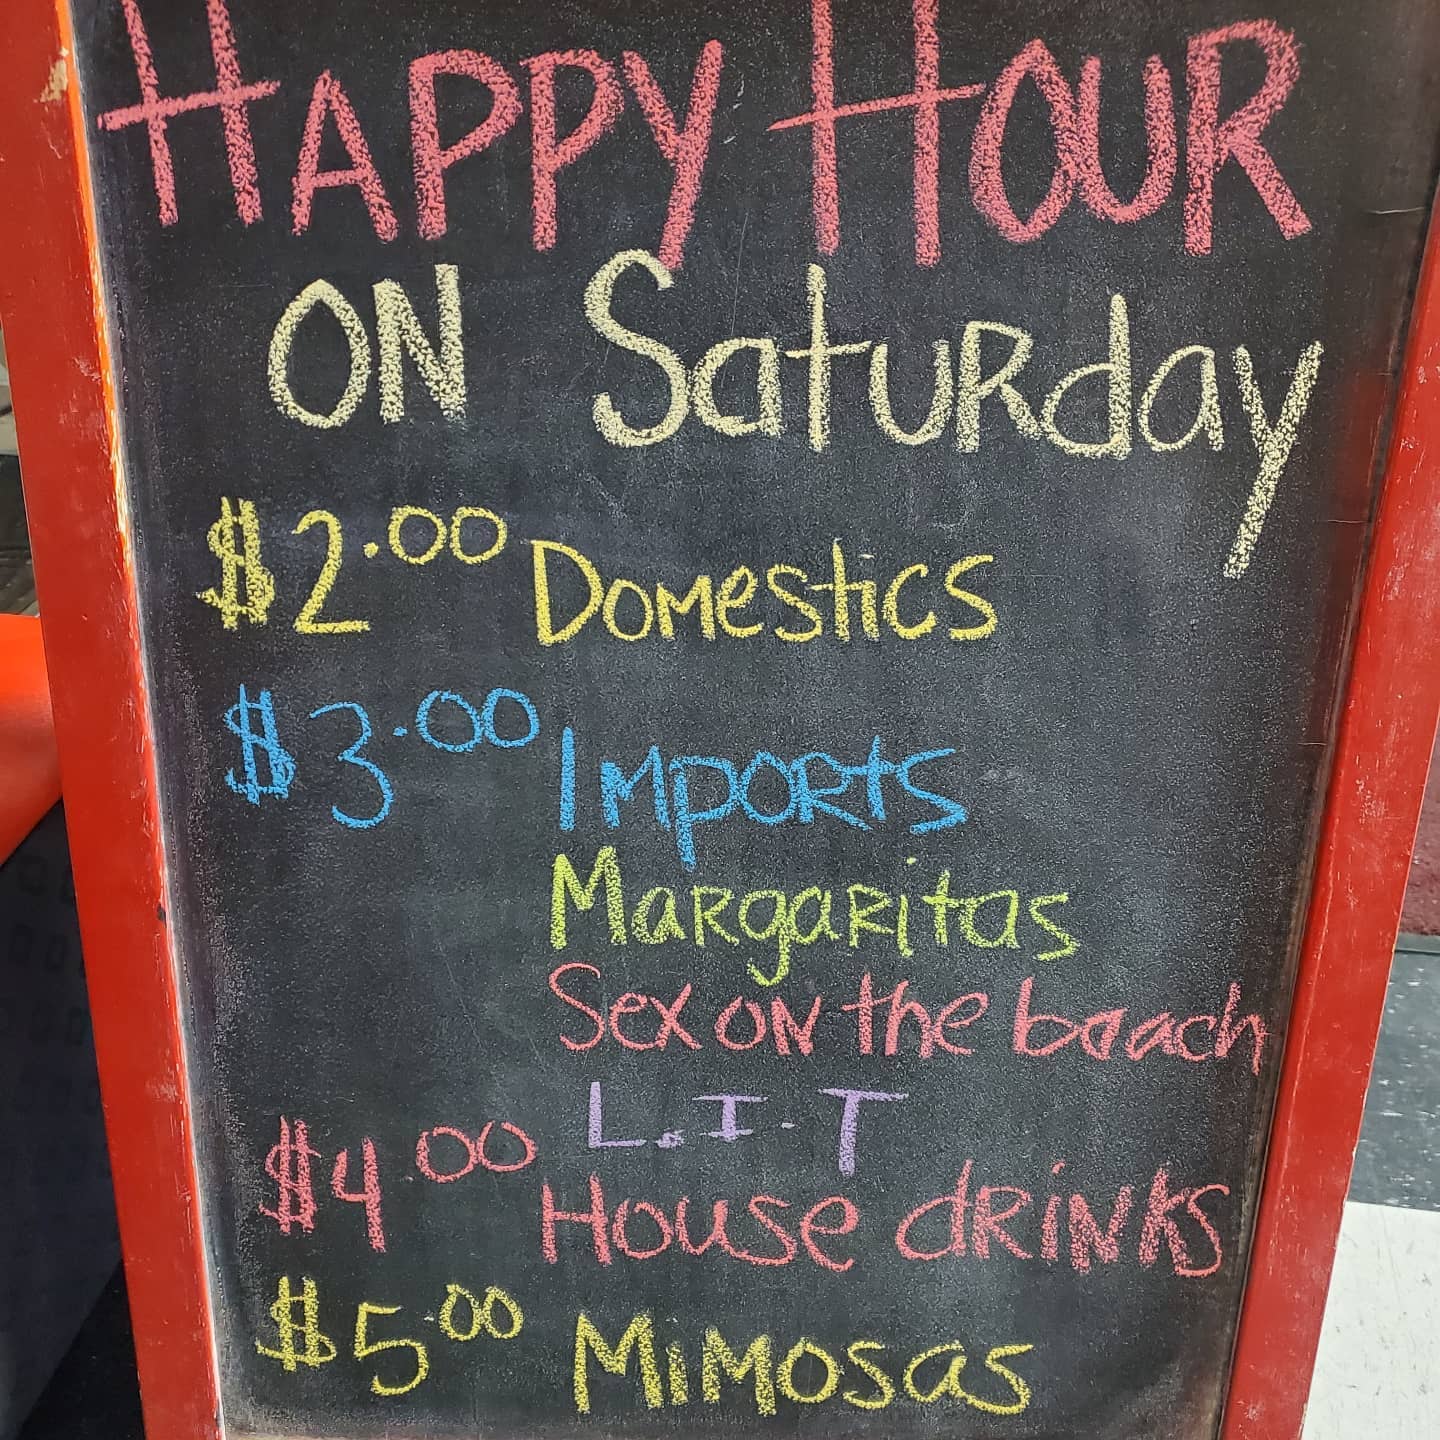 HAPPY HOUR
ON SatuRday
$2.00 Domestics
$3.00 Imports
MaRgaRitas
Sex on the baach
L.I.T
$4 00 House dRiNks
$5.00 MiMosas